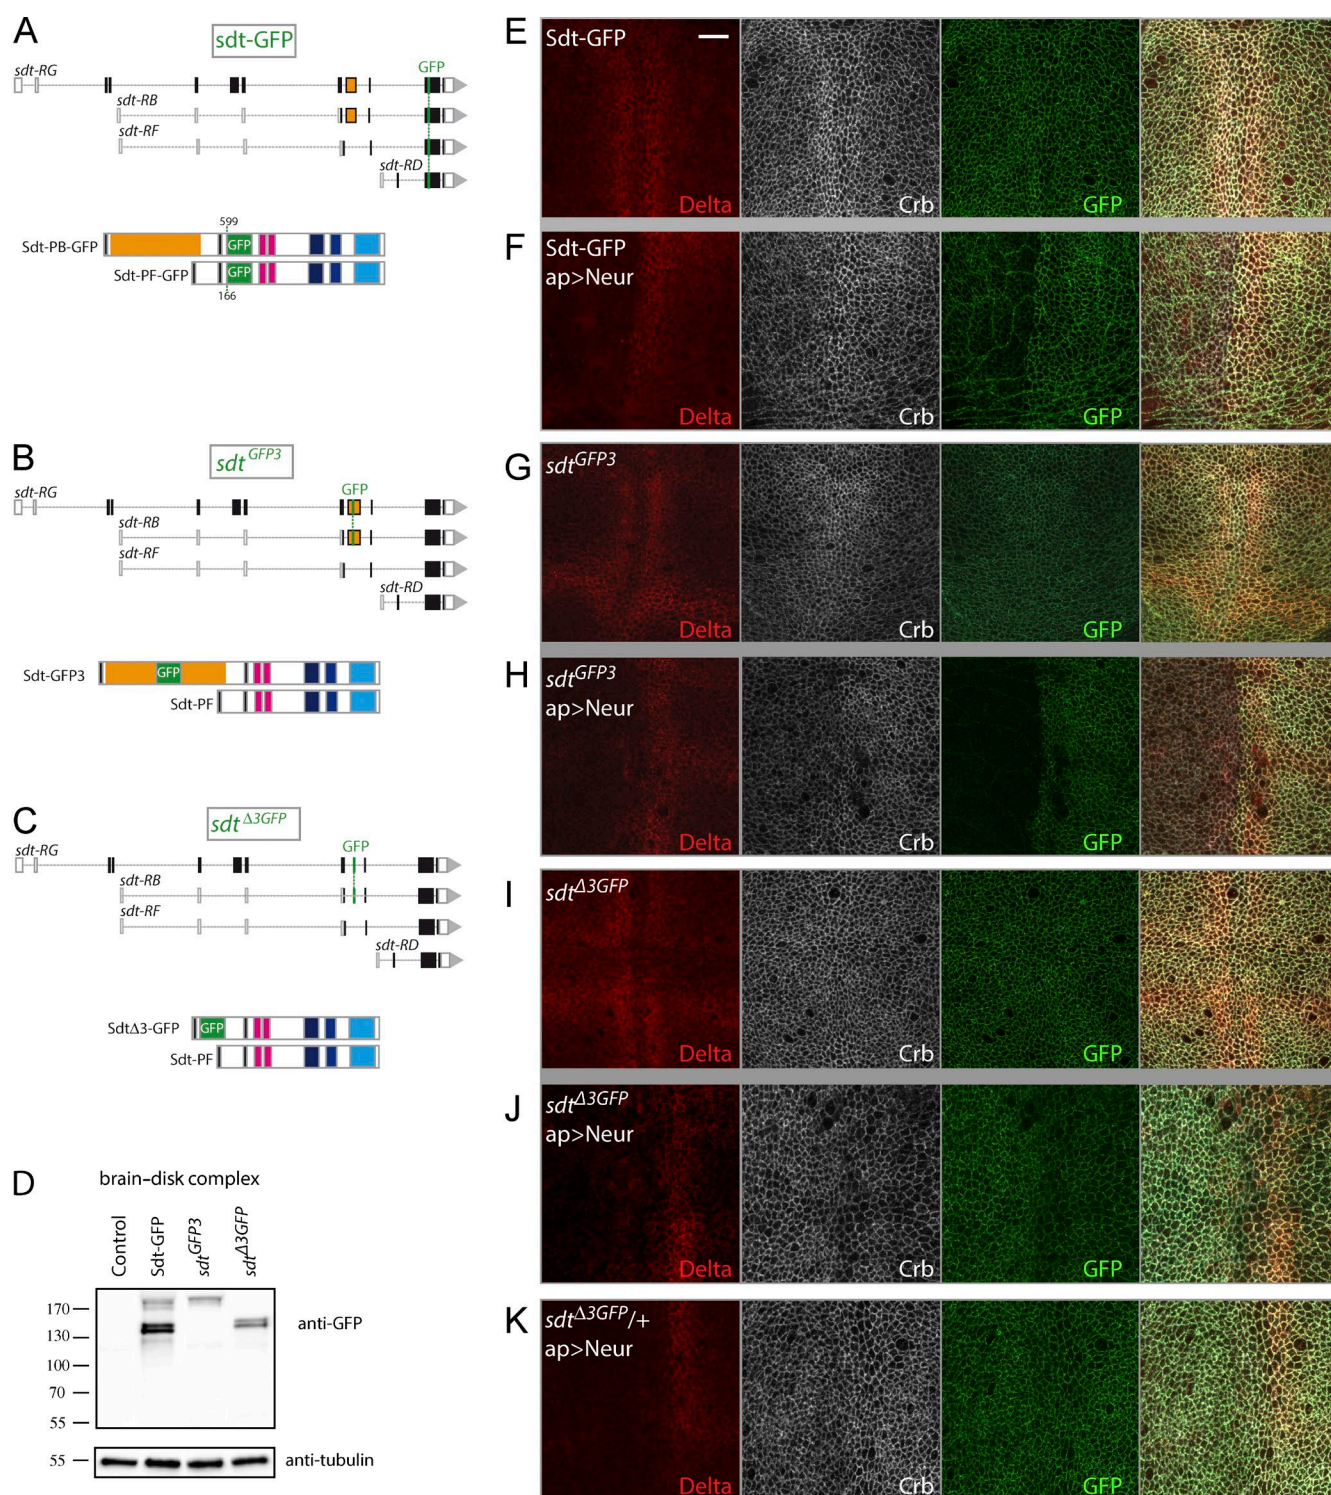 A
sdt-GFP
sdt-RG
GFP
sdt-RB
sdt-RF
sdt-RD
599
Sdt-PB-GFP
GFP
Sdt-PF-GFP
GFP
166
B
sdt GFP3
GFP
sdt-RG
sdt-RB
sdt-RF
sdt-RD
Sdt-GFP3
GFP
Sdt-PF
C
sdt Δ3GFP
GFP
sdt-RG
sdt-RB
sdt-RF
sdt-RD
SdtΔ3-GFP
GFP
Sdt-PF
D
brain–disk complex
Control
Sdt-GFP
sdtGFP3
sdtΔ3GFP
170
130
100
70
55
anti-GFP
55
anti-tubulin
E
Sdt-GFP
Delta
Crb
GFP
F
Sdt-GFP
ap>Neur
Delta
Crb
GFP
G
sdtGFP3
Delta
Crb
GFP
H
sdtGFP3
ap>Neur
Delta
Crb
GFP
I
sdtΔ3GFP
Delta
Crb
GFP
J
sdtΔ3GFP
ap>Neur
Delta
Crb
GFP
K
sdtΔ3GFP/+
ap>Neur
Delta
Crb
GFP